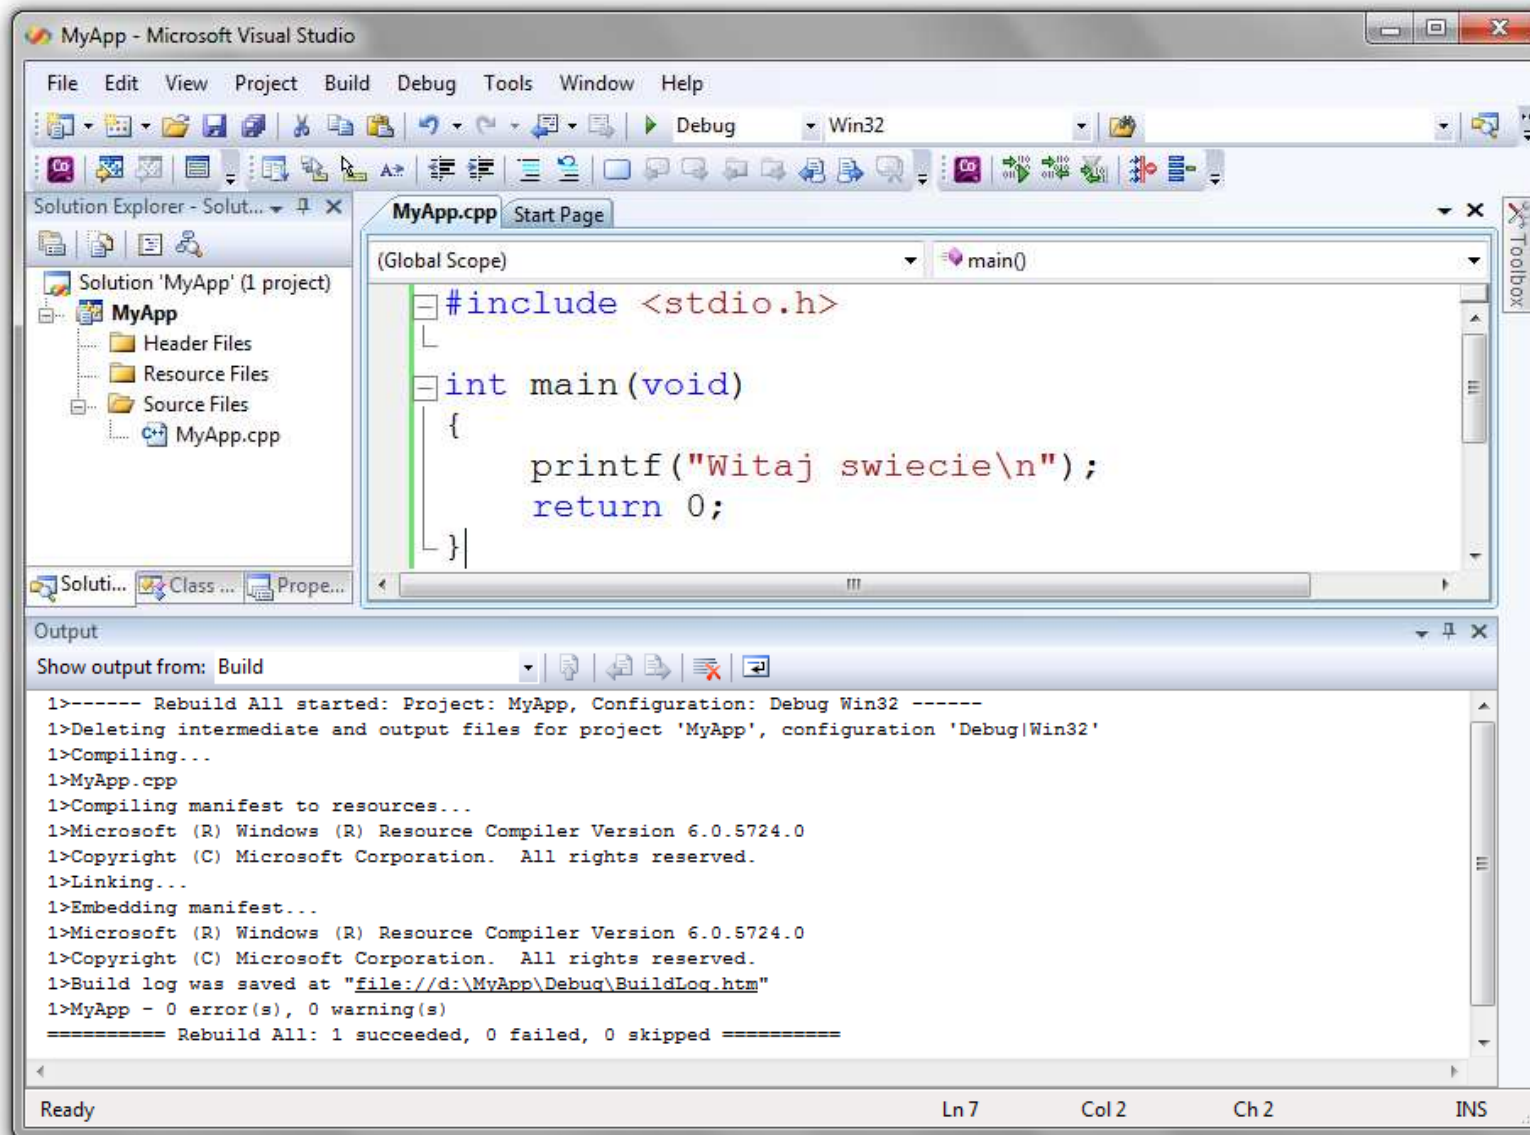 MyApp - Microsoft Visual Studio
File Edit View Project Build Debug Tools Window Help
Debug Win32
Solution Explorer - Solut...
Solution 'MyApp' (1 project)
MyApp
Header Files
Resource Files
Source Files
MyApp.cpp
Soluti... Class ... Prope...
MyApp.cpp Start Page
(Global Scope) main()
#include <stdio.h>
int main(void)
{
printf("Witaj swiecie\n");
return 0;
}
Toolbox
Output
Show output from: Build
1>------ Rebuild All started: Project: MyApp, Configuration: Debug Win32 ------
1>Deleting intermediate and output files for project 'MyApp', configuration 'Debug|Win32'
1>Compiling...
1>MyApp.cpp
1>Compiling manifest to resources...
1>Microsoft (R) Windows (R) Resource Compiler Version 6.0.5724.0
1>Copyright (C) Microsoft Corporation.  All rights reserved.
1>Linking...
1>Embedding manifest...
1>Microsoft (R) Windows (R) Resource Compiler Version 6.0.5724.0
1>Copyright (C) Microsoft Corporation.  All rights reserved.
1>Build log was saved at "file://d:\MyApp\Debug\BuildLog.htm"
1>MyApp - 0 error(s), 0 warning(s)
========== Rebuild All: 1 succeeded, 0 failed, 0 skipped ==========
Ready Ln 7 Col 2 Ch 2 INS